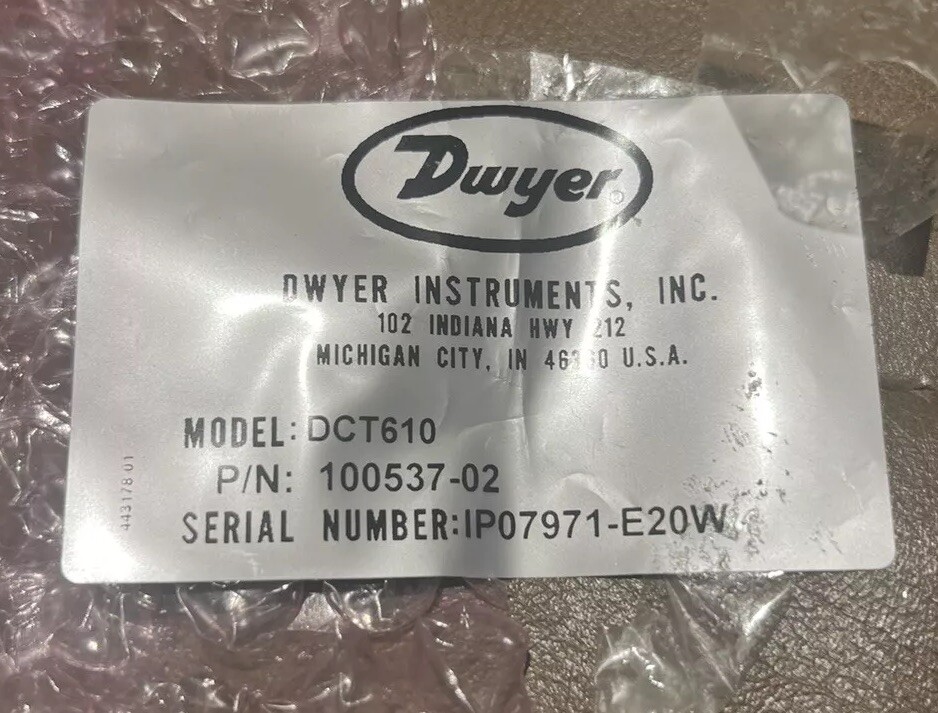 Dwyer®
DWYER INSTRUMENTS, INC.
102 INDIANA HWY 212
MICHIGAN CITY, IN U.S.A.
MODEL: DCT610
P/N: 100537-02
SERIAL NUMBER: IP07971-E20W
443178-01